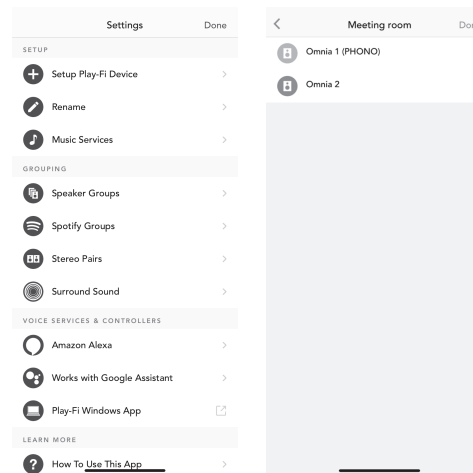 Settings
Done
SETUP
Setup Play-Fi Device
Rename
Music Services
GROUPING
Speaker Groups
Spotify Groups
Stereo Pairs
Surround Sound
VOICE SERVICES & CONTROLLERS
Amazon Alexa
Works with Google Assistant
Play-Fi Windows App
LEARN MORE
How To Use This App
Meeting room
Don
Omnia 1 (PHONO)
Omnia 2